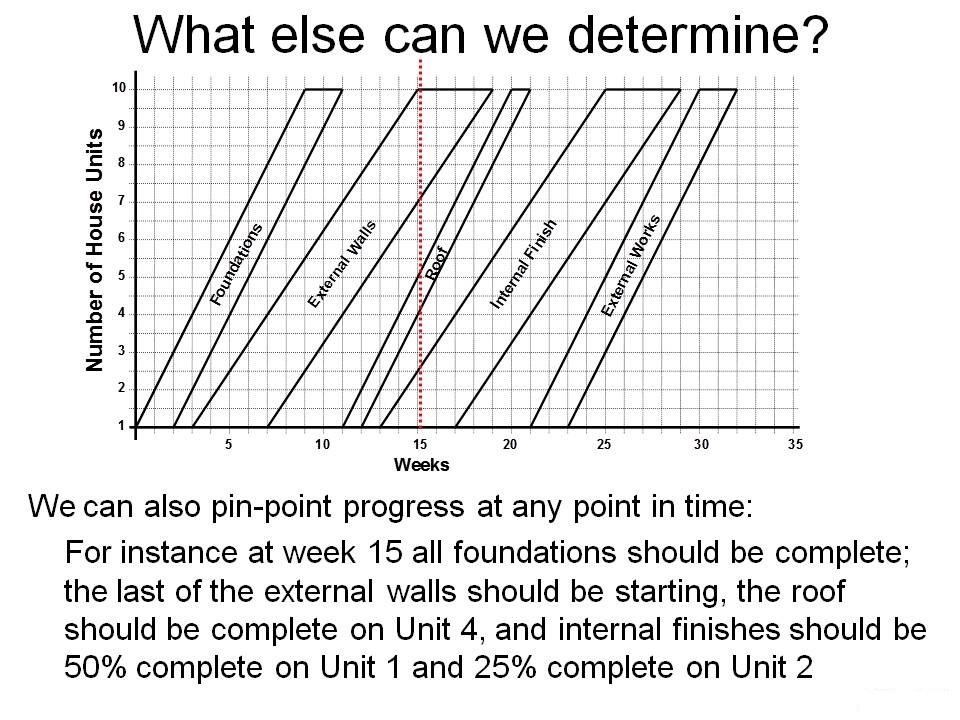 What else can we determine?
10
9
8
7
6
5
4
3
2
1
Number of House Units
Foundations
External Walls
Roof
Internal Finish
External Works
5 10 15 20 25 30 35
Weeks
We can also pin-point progress at any point in time:
For instance at week 15 all foundations should be complete;
the last of the external walls should be starting, the roof
should be complete on Unit 4, and internal finishes should be
50% complete on Unit 1 and 25% complete on Unit 2